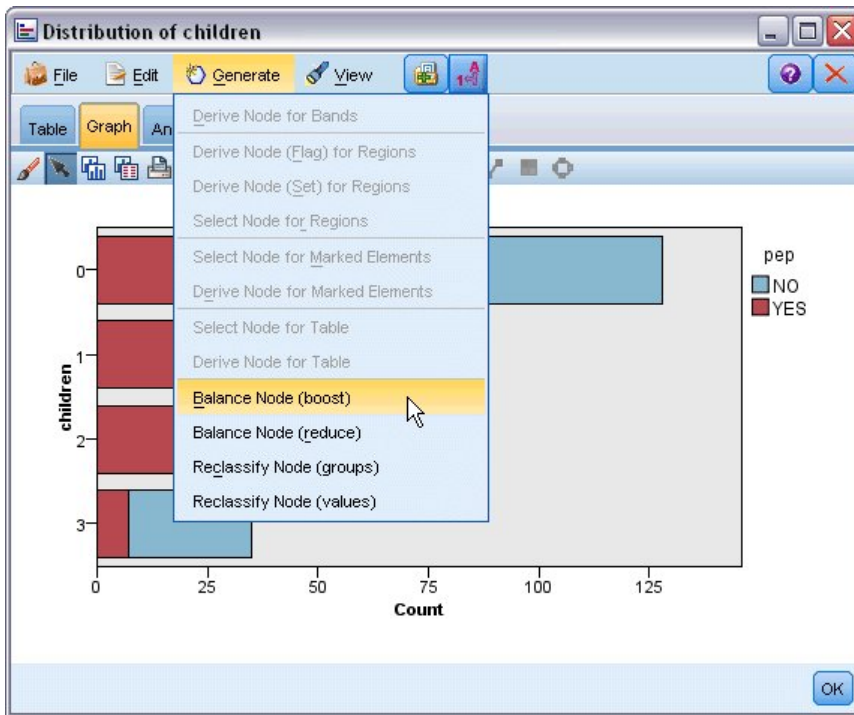 Distribution of children
File Edit Generate View
Table Graph An
Derive Node for Bands
Derive Node (Flag) for Regions
Derive Node (Set) for Regions
Select Node for Regions
Select Node for Marked Elements
Derive Node for Marked Elements
Select Node for Table
Derive Node for Table
Balance Node (boost)
Balance Node (reduce)
Reclassify Node (groups)
Reclassify Node (values)
children
0
1
2
3
0 25 50 75 100 125
Count
pep
NO
YES
OK